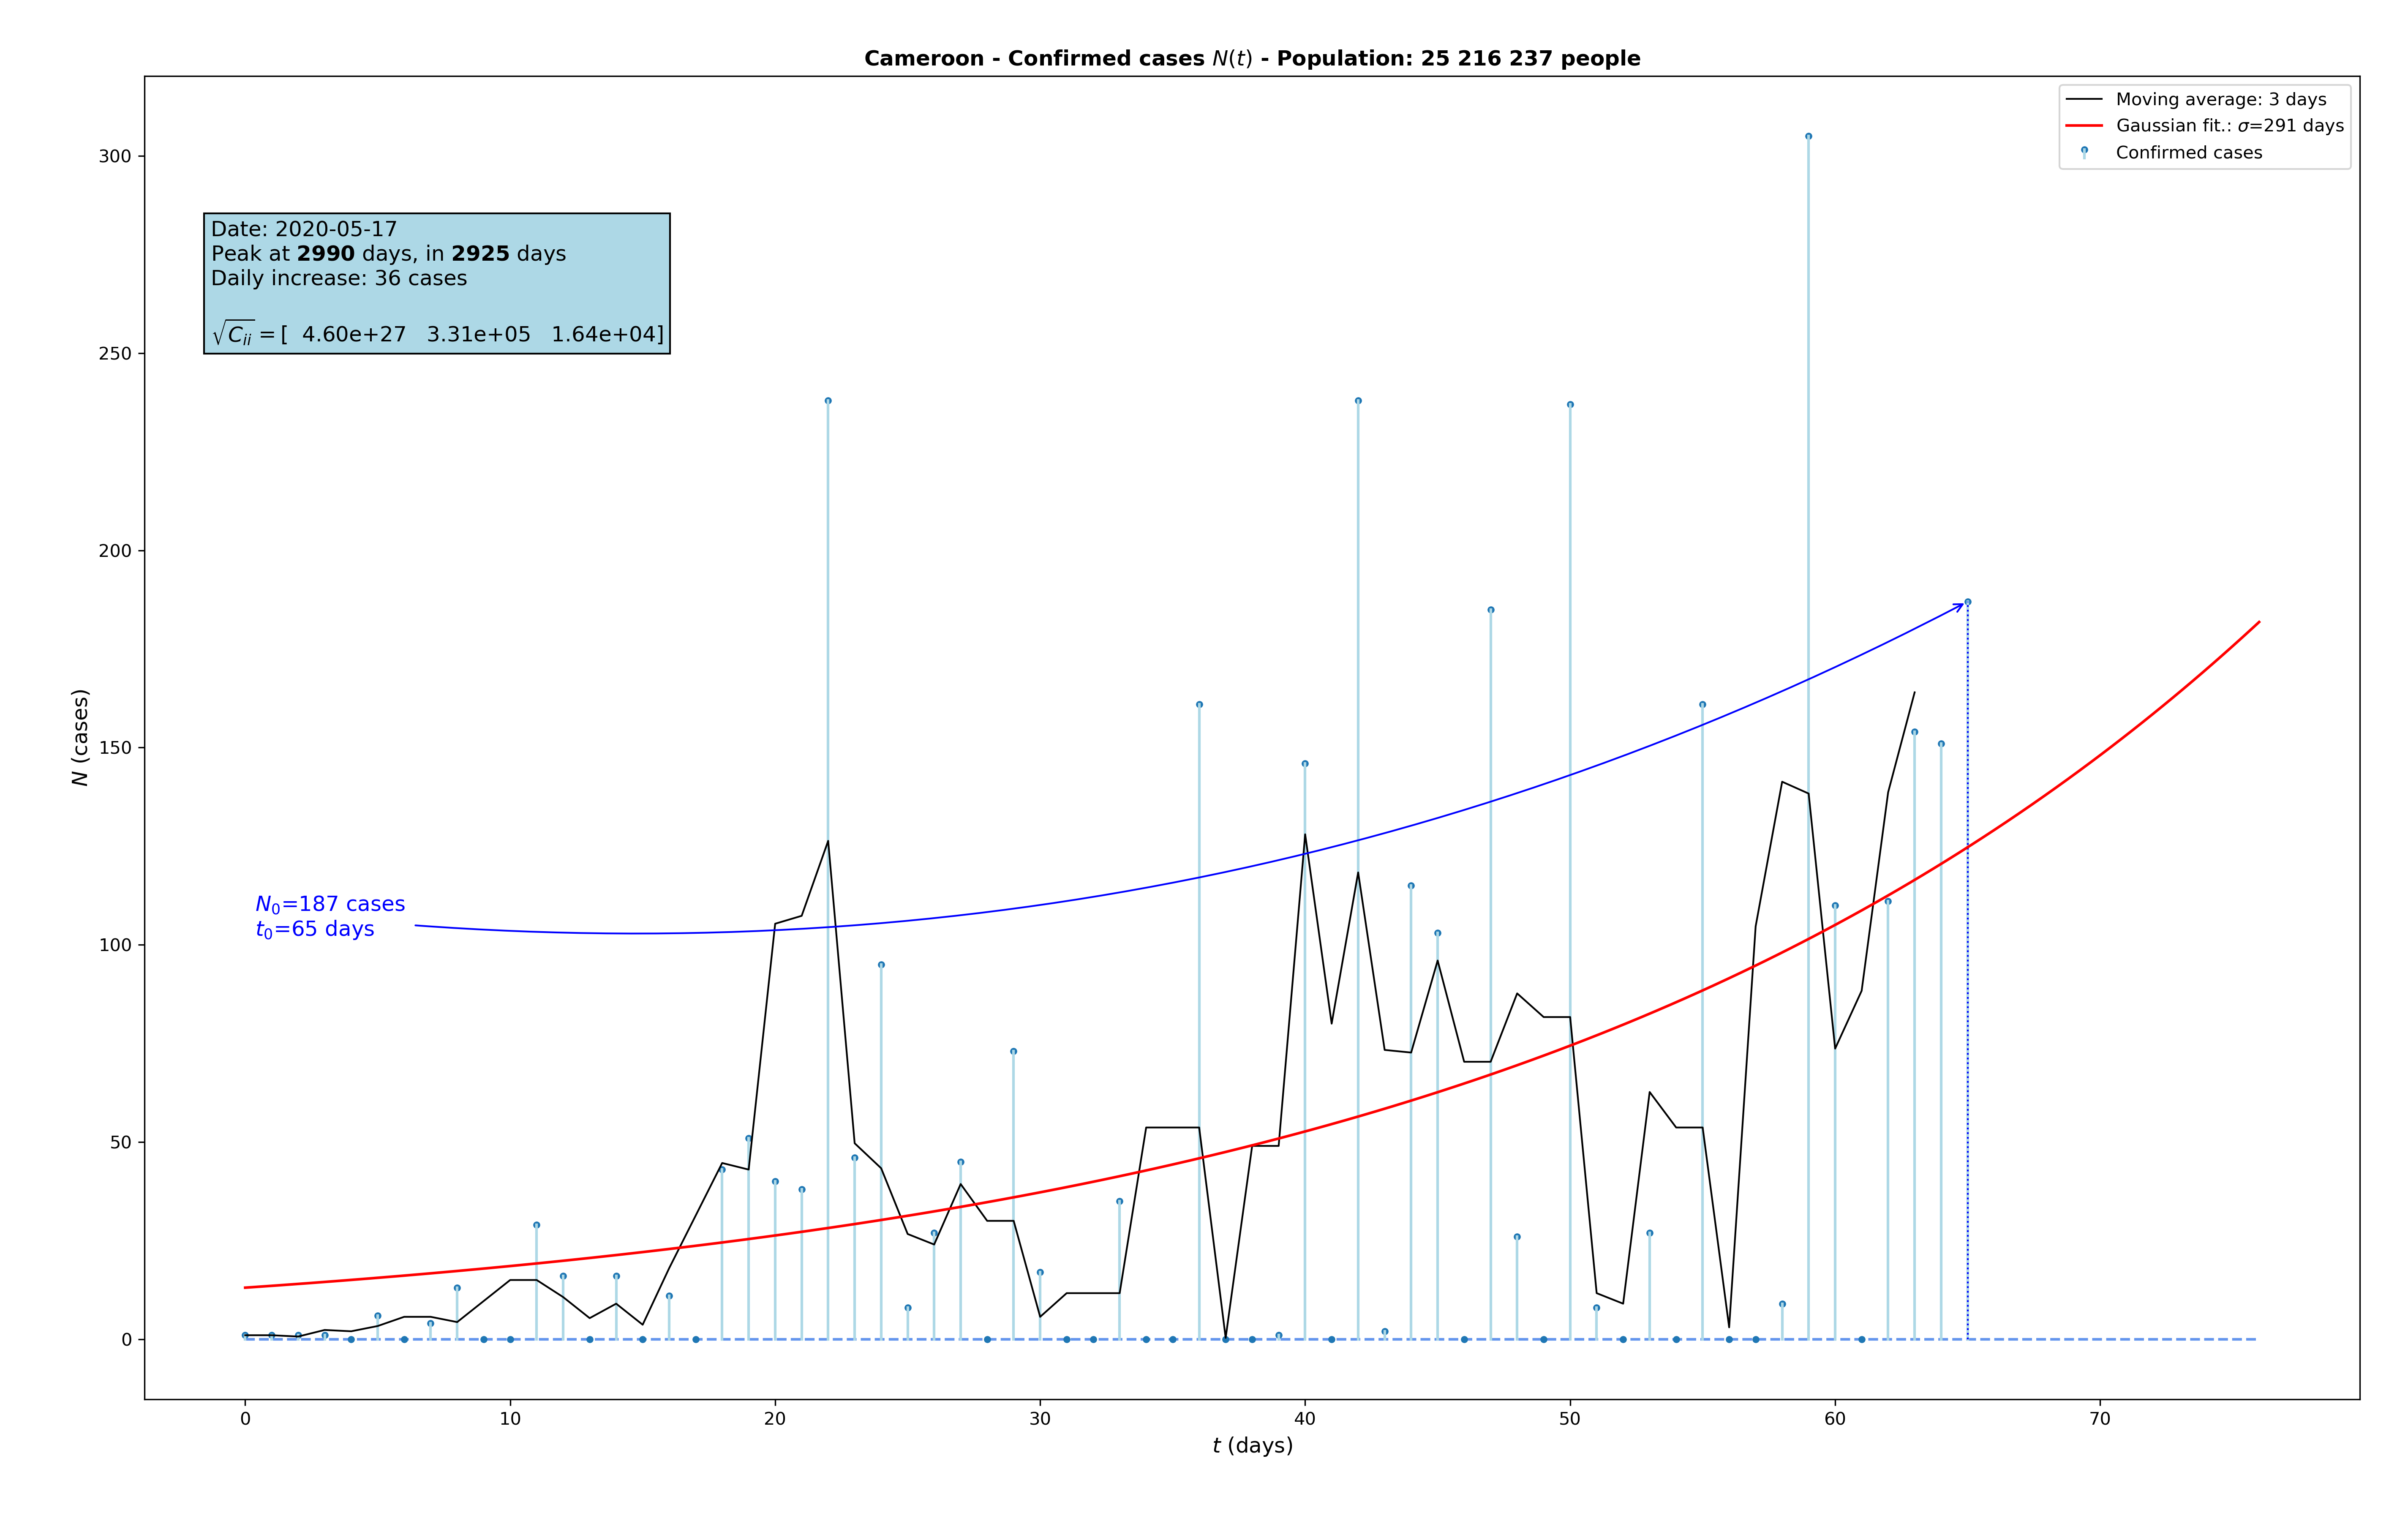 Cameroon - Confirmed cases N(t) - Population: 25 216 237 people
Moving average: 3 days
Gaussian fit.: σ=291 days
Confirmed cases
Date: 2020-05-17
Peak at 2990 days, in 2925 days
Daily increase: 36 cases
√C_ii = [ 4.60e+27 3.31e+05 1.64e+04]
N₀=187 cases
t₀=65 days
N (cases)
300
250
200
150
100
50
0
0 10 20 30 40 50 60 70
t (days)